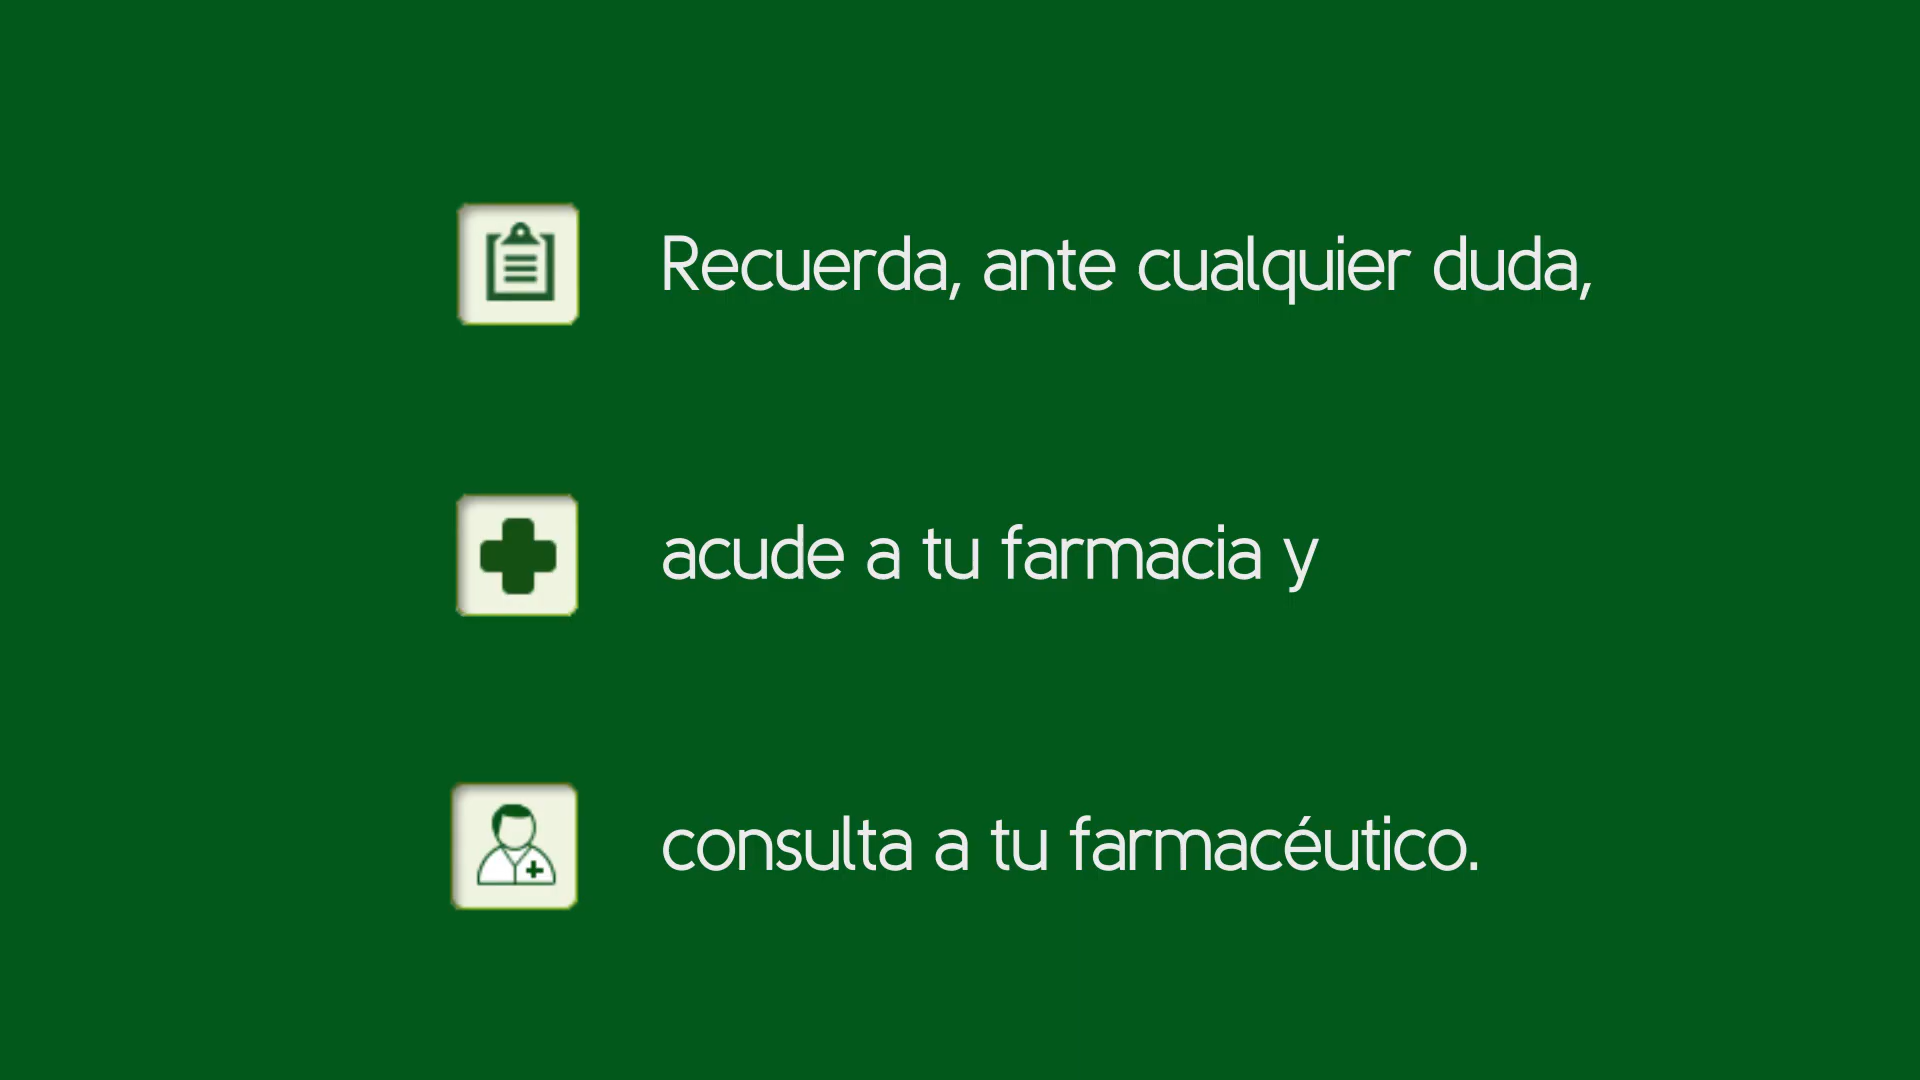 Recuerda, ante cualquier duda,
acude a tu farmacia y
consulta a tu farmacéutico.